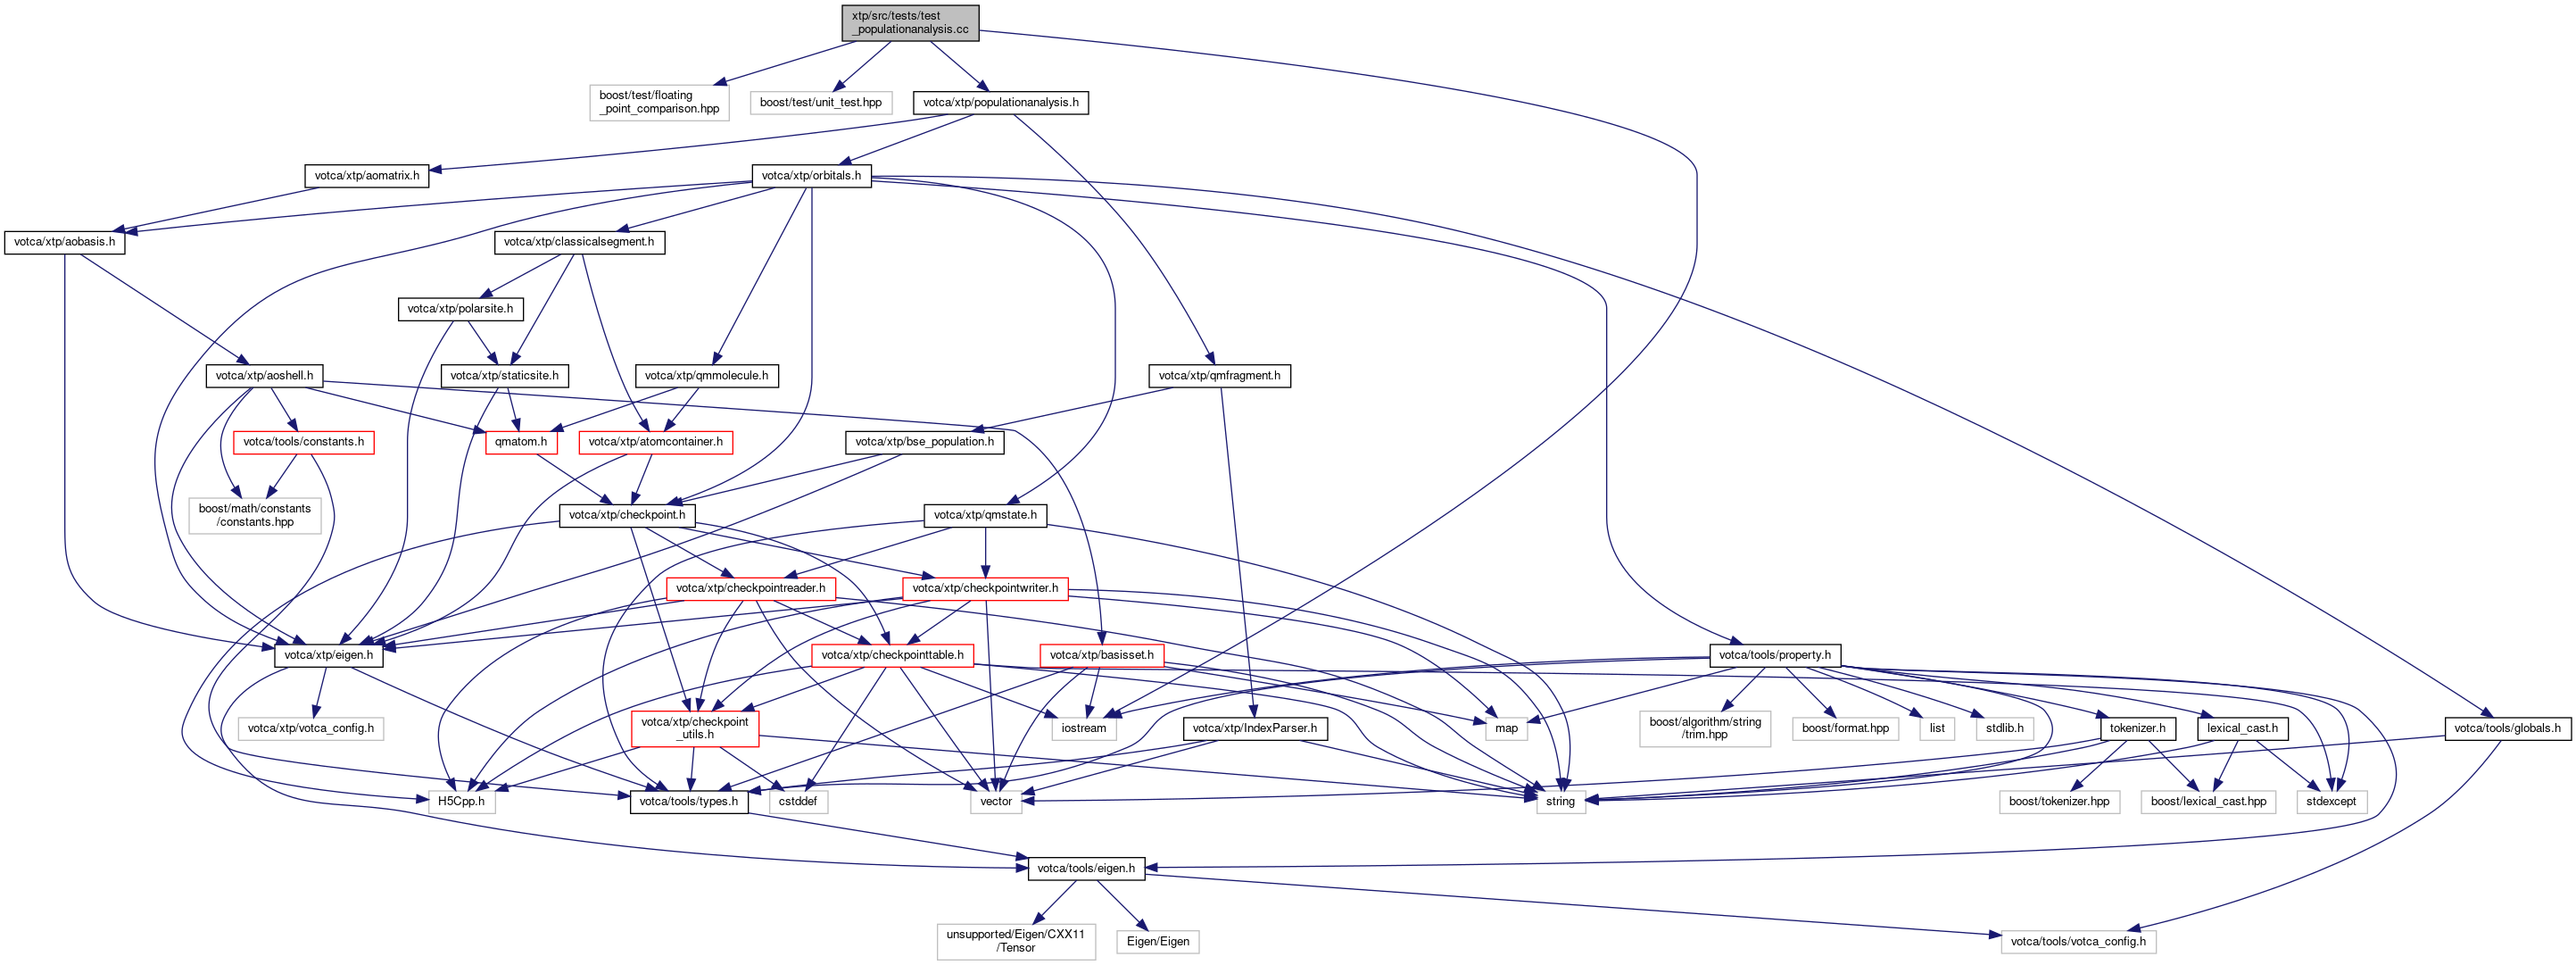 xtp/src/tests/test
_populationanalysis.cc
boost/test/floating
_point_comparison.hpp
boost/test/unit_test.hpp
votca/xtp/populationanalysis.h
votca/xtp/aomatrix.h
votca/xtp/orbitals.h
votca/xtp/aobasis.h
votca/xtp/classicalsegment.h
votca/xtp/polarsite.h
votca/xtp/aoshell.h
votca/xtp/staticsite.h
votca/xtp/qmmolecule.h
votca/xtp/qmfragment.h
votca/tools/constants.h
qmatom.h
votca/xtp/atomcontainer.h
votca/xtp/bse_population.h
boost/math/constants
/constants.hpp
votca/xtp/checkpoint.h
votca/xtp/qmstate.h
votca/xtp/checkpointreader.h
votca/xtp/checkpointwriter.h
votca/xtp/eigen.h
votca/xtp/checkpointtable.h
votca/xtp/basisset.h
votca/tools/property.h
votca/xtp/votca_config.h
votca/xtp/checkpoint
_utils.h
iostream
votca/xtp/IndexParser.h
map
boost/algorithm/string
/trim.hpp
boost/format.hpp
list
stdlib.h
tokenizer.h
lexical_cast.h
votca/tools/globals.h
H5Cpp.h
votca/tools/types.h
cstddef
vector
string
boost/tokenizer.hpp
boost/lexical_cast.hpp
stdexcept
votca/tools/eigen.h
unsupported/Eigen/CXX11
/Tensor
Eigen/Eigen
votca/tools/votca_config.h